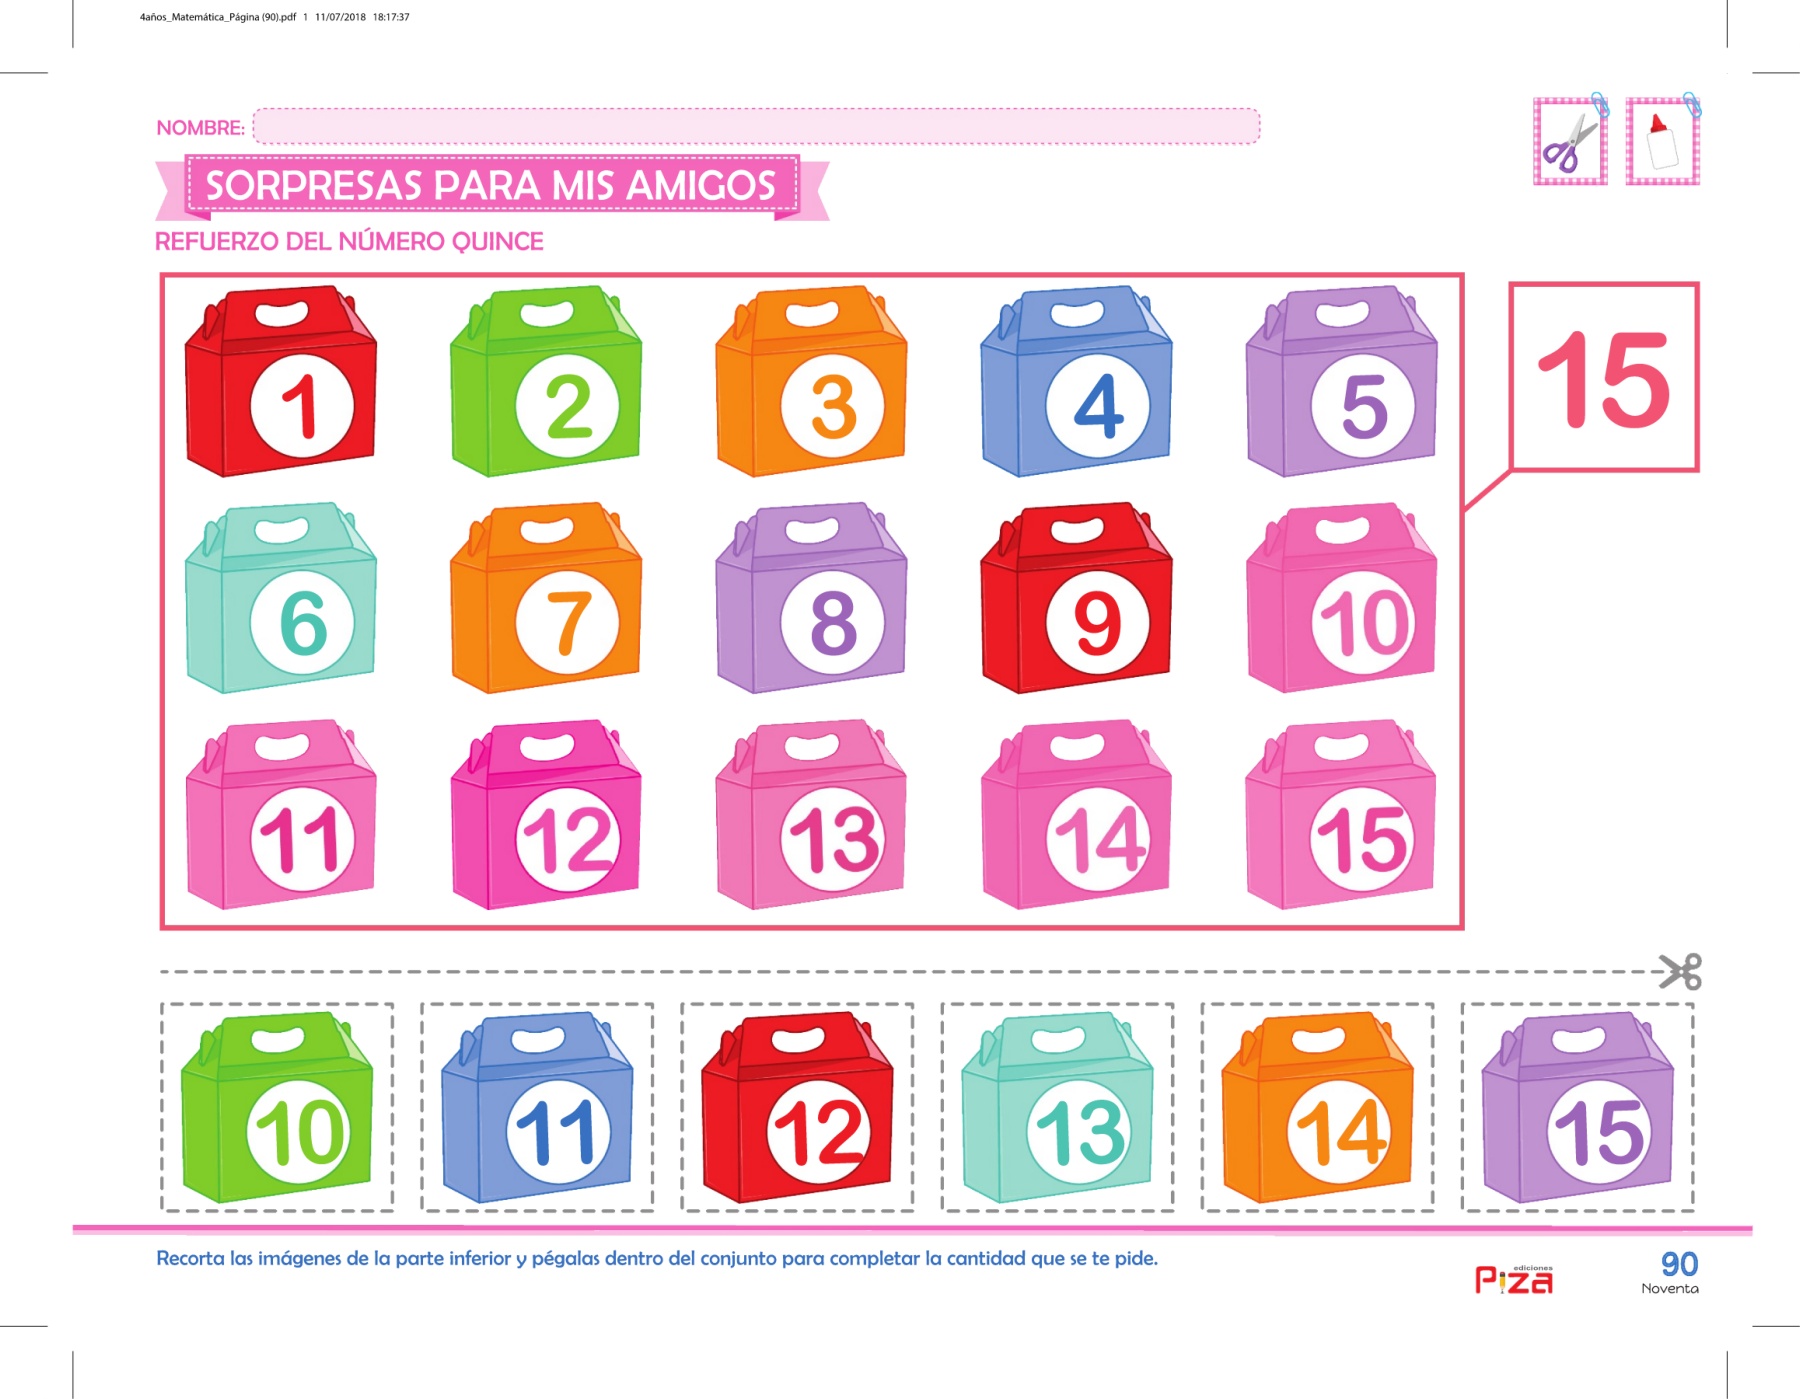 4años_Matemática_Página (90).pdf 1 11/07/2018 18:17:37
NOMBRE:
SORPRESAS PARA MIS AMIGOS
REFUERZO DEL NÚMERO QUINCE
1 2 3 4 5
15
6 7 8 9 10
11 12 13 14 15
10 11 12 13 14 15
Recorta las imágenes de la parte inferior y pégalas dentro del conjunto para completar la cantidad que se te pide.
ediciones
Piza
90
Noventa